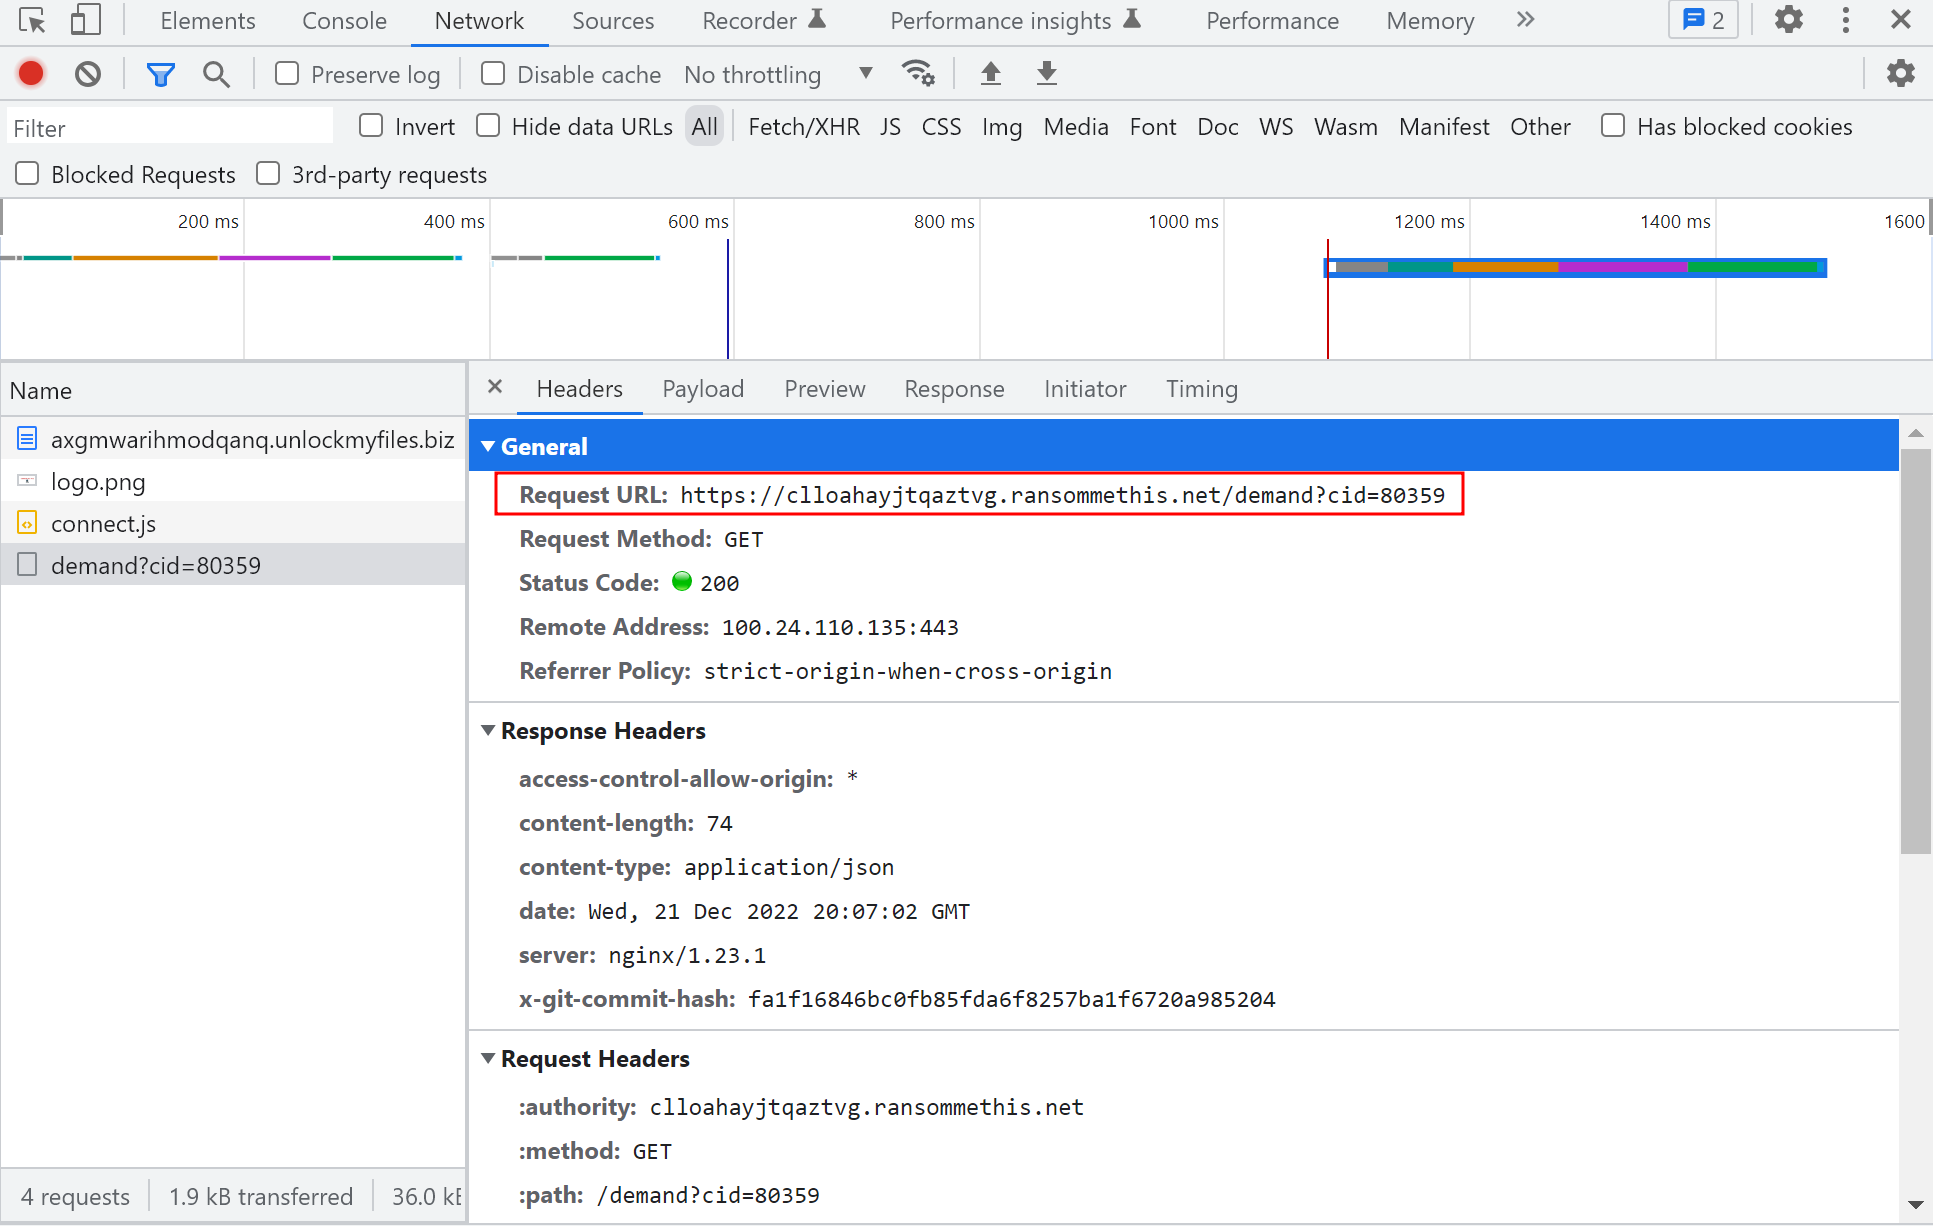 Elements Console Network Sources Recorder Performance insights Performance Memory 2
Preserve log Disable cache No throttling
Filter Invert Hide data URLs All Fetch/XHR JS CSS Img Media Font Doc WS Wasm Manifest Other Has blocked cookies
Blocked Requests 3rd-party requests
200 ms 400 ms 600 ms 800 ms 1000 ms 1200 ms 1400 ms 1600
Name
axgmwarihmodqanq.unlockmyfiles.biz
logo.png
connect.js
demand?cid=80359
4 requests 1.9 kB transferred 36.0 kE
Headers Payload Preview Response Initiator Timing
General
Request URL: https://clloahayjtqaztvg.ransommethis.net/demand?cid=80359
Request Method: GET
Status Code: 200
Remote Address: 100.24.110.135:443
Referrer Policy: strict-origin-when-cross-origin
Response Headers
access-control-allow-origin: *
content-length: 74
content-type: application/json
date: Wed, 21 Dec 2022 20:07:02 GMT
server: nginx/1.23.1
x-git-commit-hash: fa1f16846bc0fb85fda6f8257ba1f6720a985204
Request Headers
:authority: clloahayjtqaztvg.ransommethis.net
:method: GET
:path: /demand?cid=80359